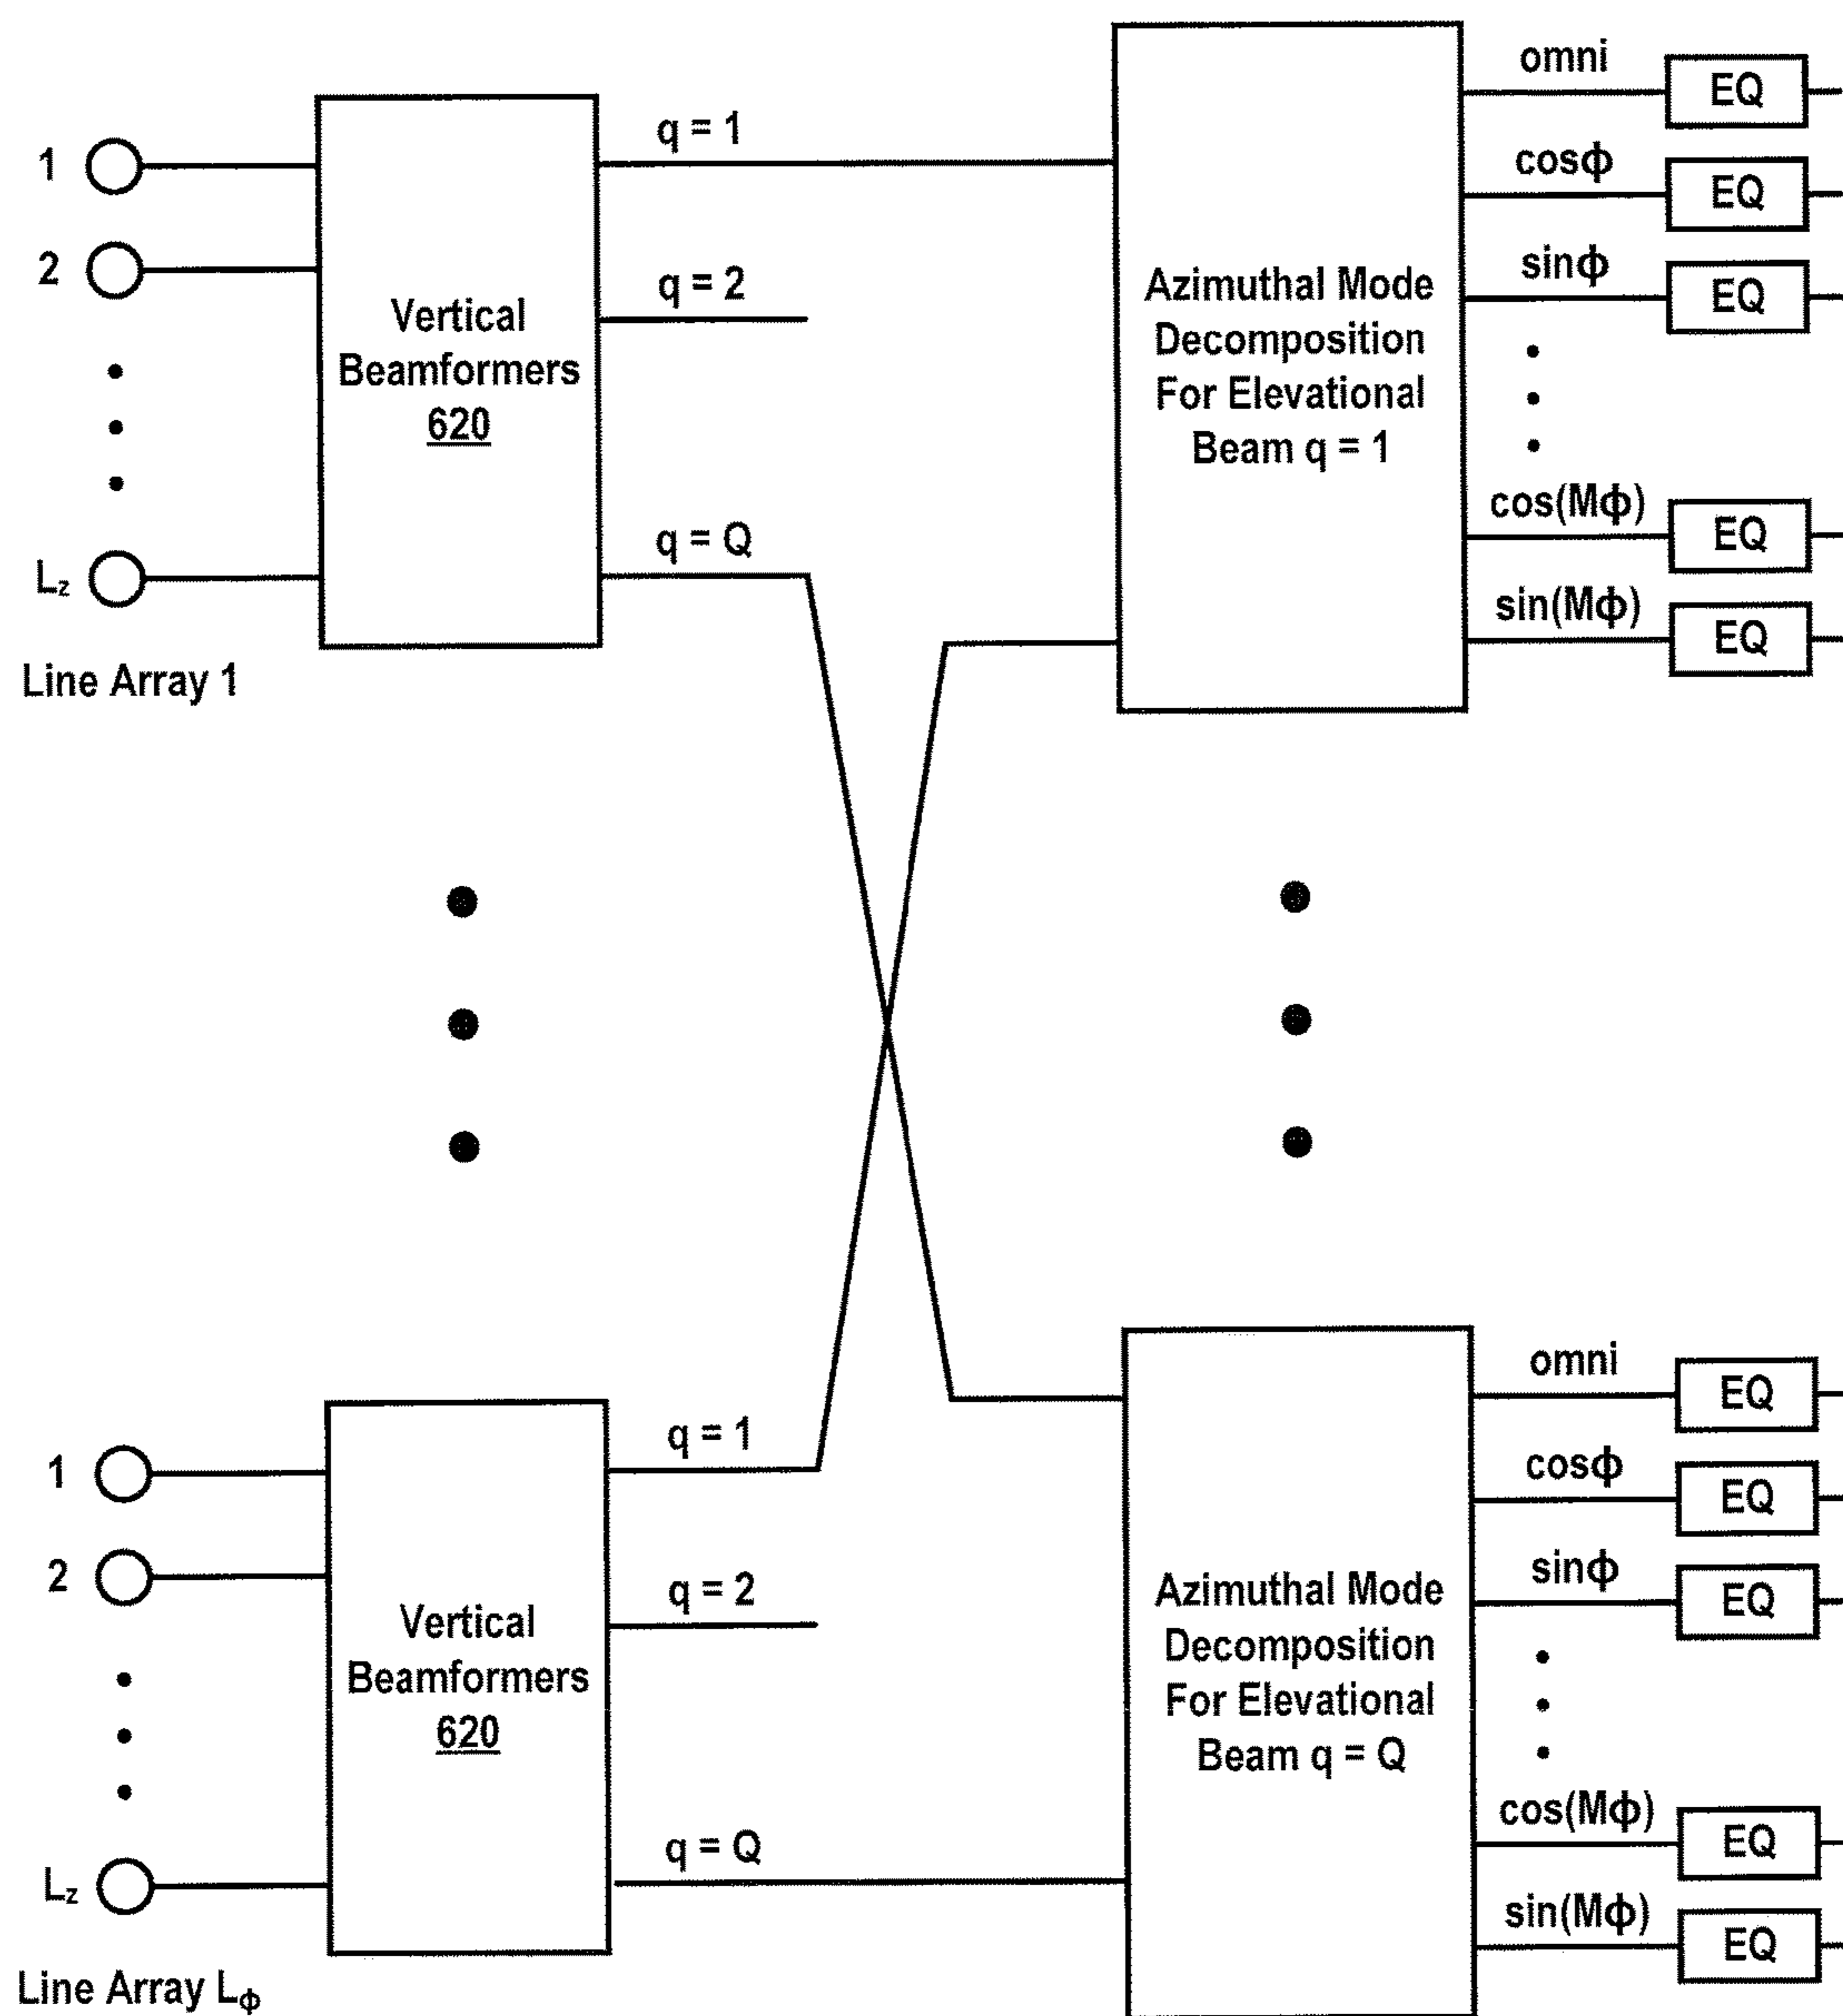 1
2
Lz
Line Array 1
Vertical
Beamformers
620
q = 1
q = 2
q = Q
Azimuthal Mode
Decomposition
For Elevational
Beam q = 1
omni
EQ
cosϕ
EQ
sinϕ
EQ
cos(Mϕ)
EQ
sin(Mϕ)
EQ
1
2
Lz
Line Array Lϕ
Vertical
Beamformers
620
q = 1
q = 2
q = Q
Azimuthal Mode
Decomposition
For Elevational
Beam q = Q
omni
EQ
cosϕ
EQ
sinϕ
EQ
cos(Mϕ)
EQ
sin(Mϕ)
EQ